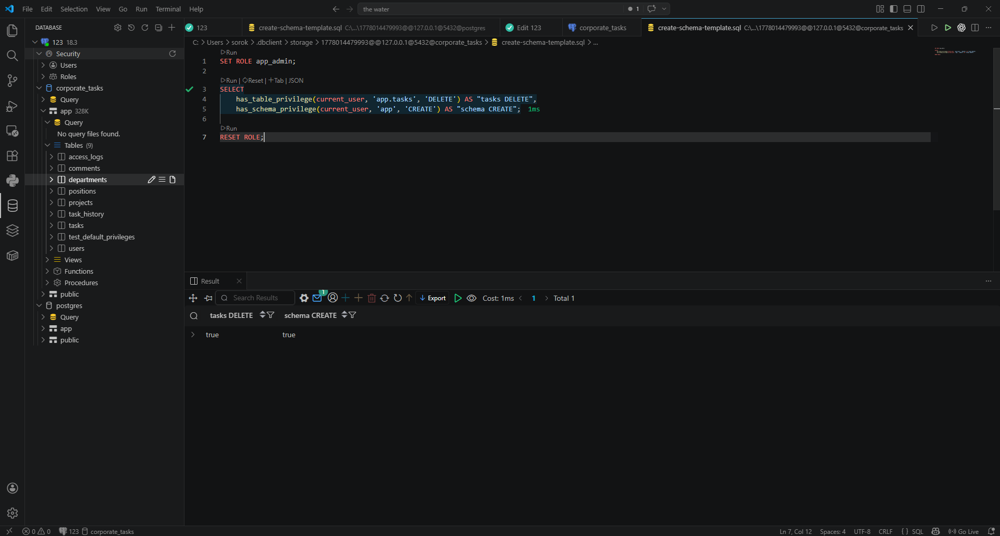 File Edit Selection View Go Run Terminal Help
the water
1
DATABASE
123
create-schema-template.sql C:\...\1778014479993@@127.0.0.1@5432@postgres
Edit 123
corporate_tasks
create-schema-template.sql C:\...\1778014479993@@127.0.0.1@5432@corporate_tasks
C: > Users > sorok > .dbclient > storage > 1778014479993@@127.0.0.1@5432@corporate_tasks > create-schema-template.sql > ...
123 18.3
Security
Users
Roles
corporate_tasks
Query
app 328K
Query
No query files found.
Tables (9)
access_logs
comments
departments
positions
projects
task_history
tasks
test_default_privileges
users
Views
Functions
Procedures
public
postgres
Query
app
public
Run
1 SET ROLE app_admin;
2
Run | Reset | Tab | JSON
3 SELECT
4 has_table_privilege(current_user, 'app.tasks', 'DELETE') AS "tasks DELETE",
5 has_schema_privilege(current_user, 'app', 'CREATE') AS "schema CREATE"; 1ms
6
Run
7 RESET ROLE;
Result
Search Results
1
Export
Cost: 1ms < 1 > Total 1
tasks DELETE schema CREATE
true true
0 0 123 corporate_tasks
Ln 7, Col 12 Spaces: 4 UTF-8 CRLF { } SQL Go Live